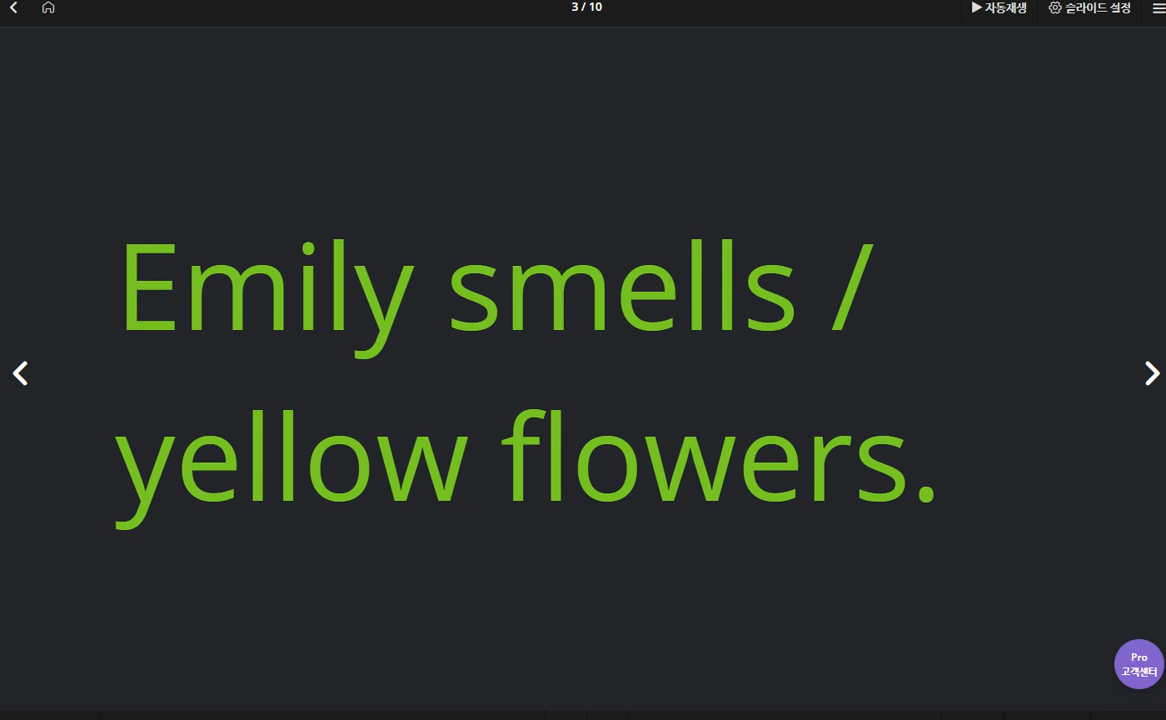 3 / 10
▶ 자동재생
슬라이드 설정
Emily smells /
yellow flowers.
Pro
고객센터